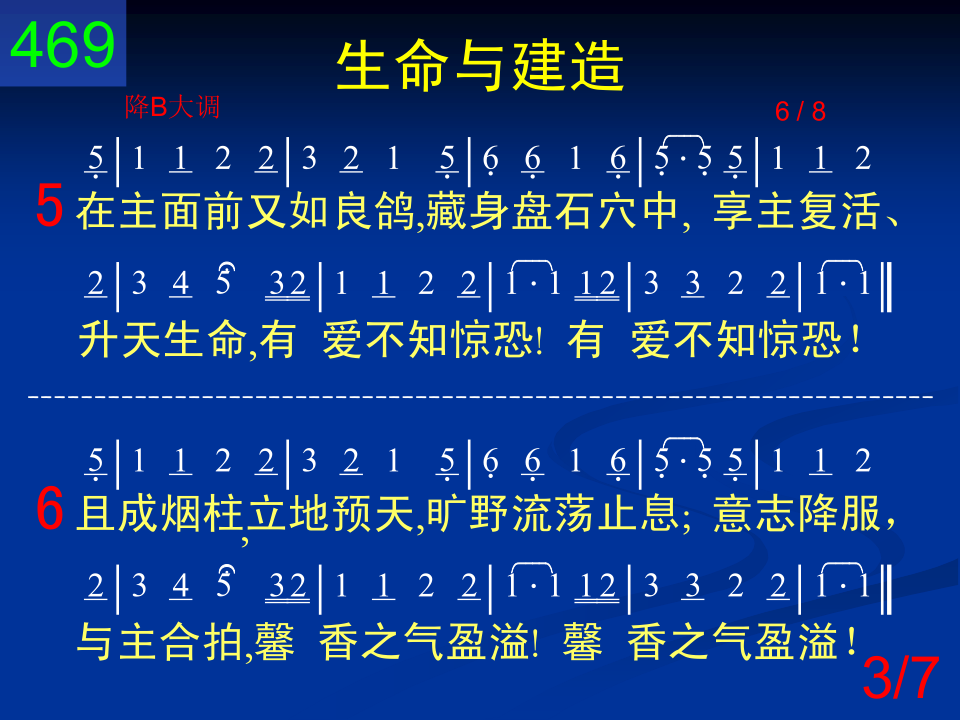 469
生命与建造
降B大调 6 / 8
5|1 1 2 2|3 2 1 5|6 6 1 6|5 · 5 5|1 1 2
5 在主面前又如良鸽,藏身盘石穴中, 享主复活、
2|3 4 5 32|1 1 2 2|1 · 1 12|3 3 2 2|1 · 1‖
升天生命,有 爱不知惊恐! 有 爱不知惊恐!
5|1 1 2 2|3 2 1 5|6 6 1 6|5 · 5 5|1 1 2
6 且成烟柱,立地预天,旷野流荡止息; 意志降服,
2|3 4 5 32|1 1 2 2|1 · 1 12|3 3 2 2|1 · 1‖
与主合拍,馨 香之气盈溢! 馨 香之气盈溢!
3/7